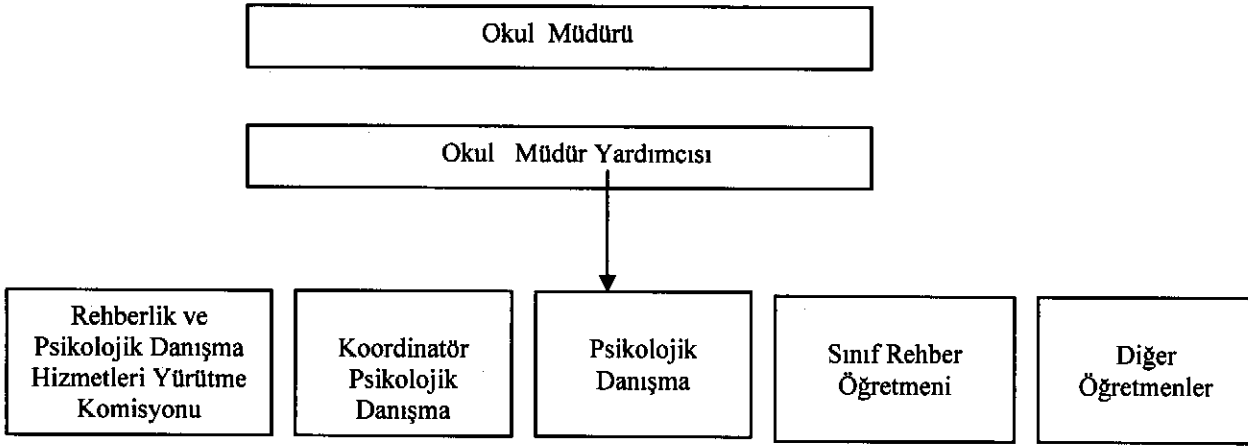 Okul Müdürü
Okul Müdür Yardımcısı
Rehberlik ve
Psikolojik Danışma
Hizmetleri Yürütme
Komisyonu
Koordinatör
Psikolojik
Danışma
Psikolojik
Danışma
Sınıf Rehber
Öğretmeni
Diğer
Öğretmenler